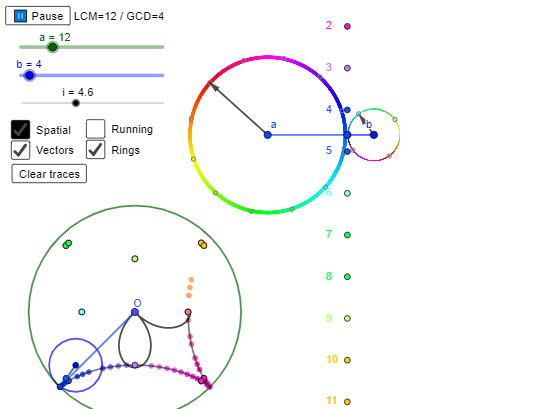 Pause LCM=12 / GCD=4
a = 12
b = 4
i = 4.6
Spatial Running
Vectors Rings
Clear traces
a b
O
2
3
4
5
6
7
8
9
10
11